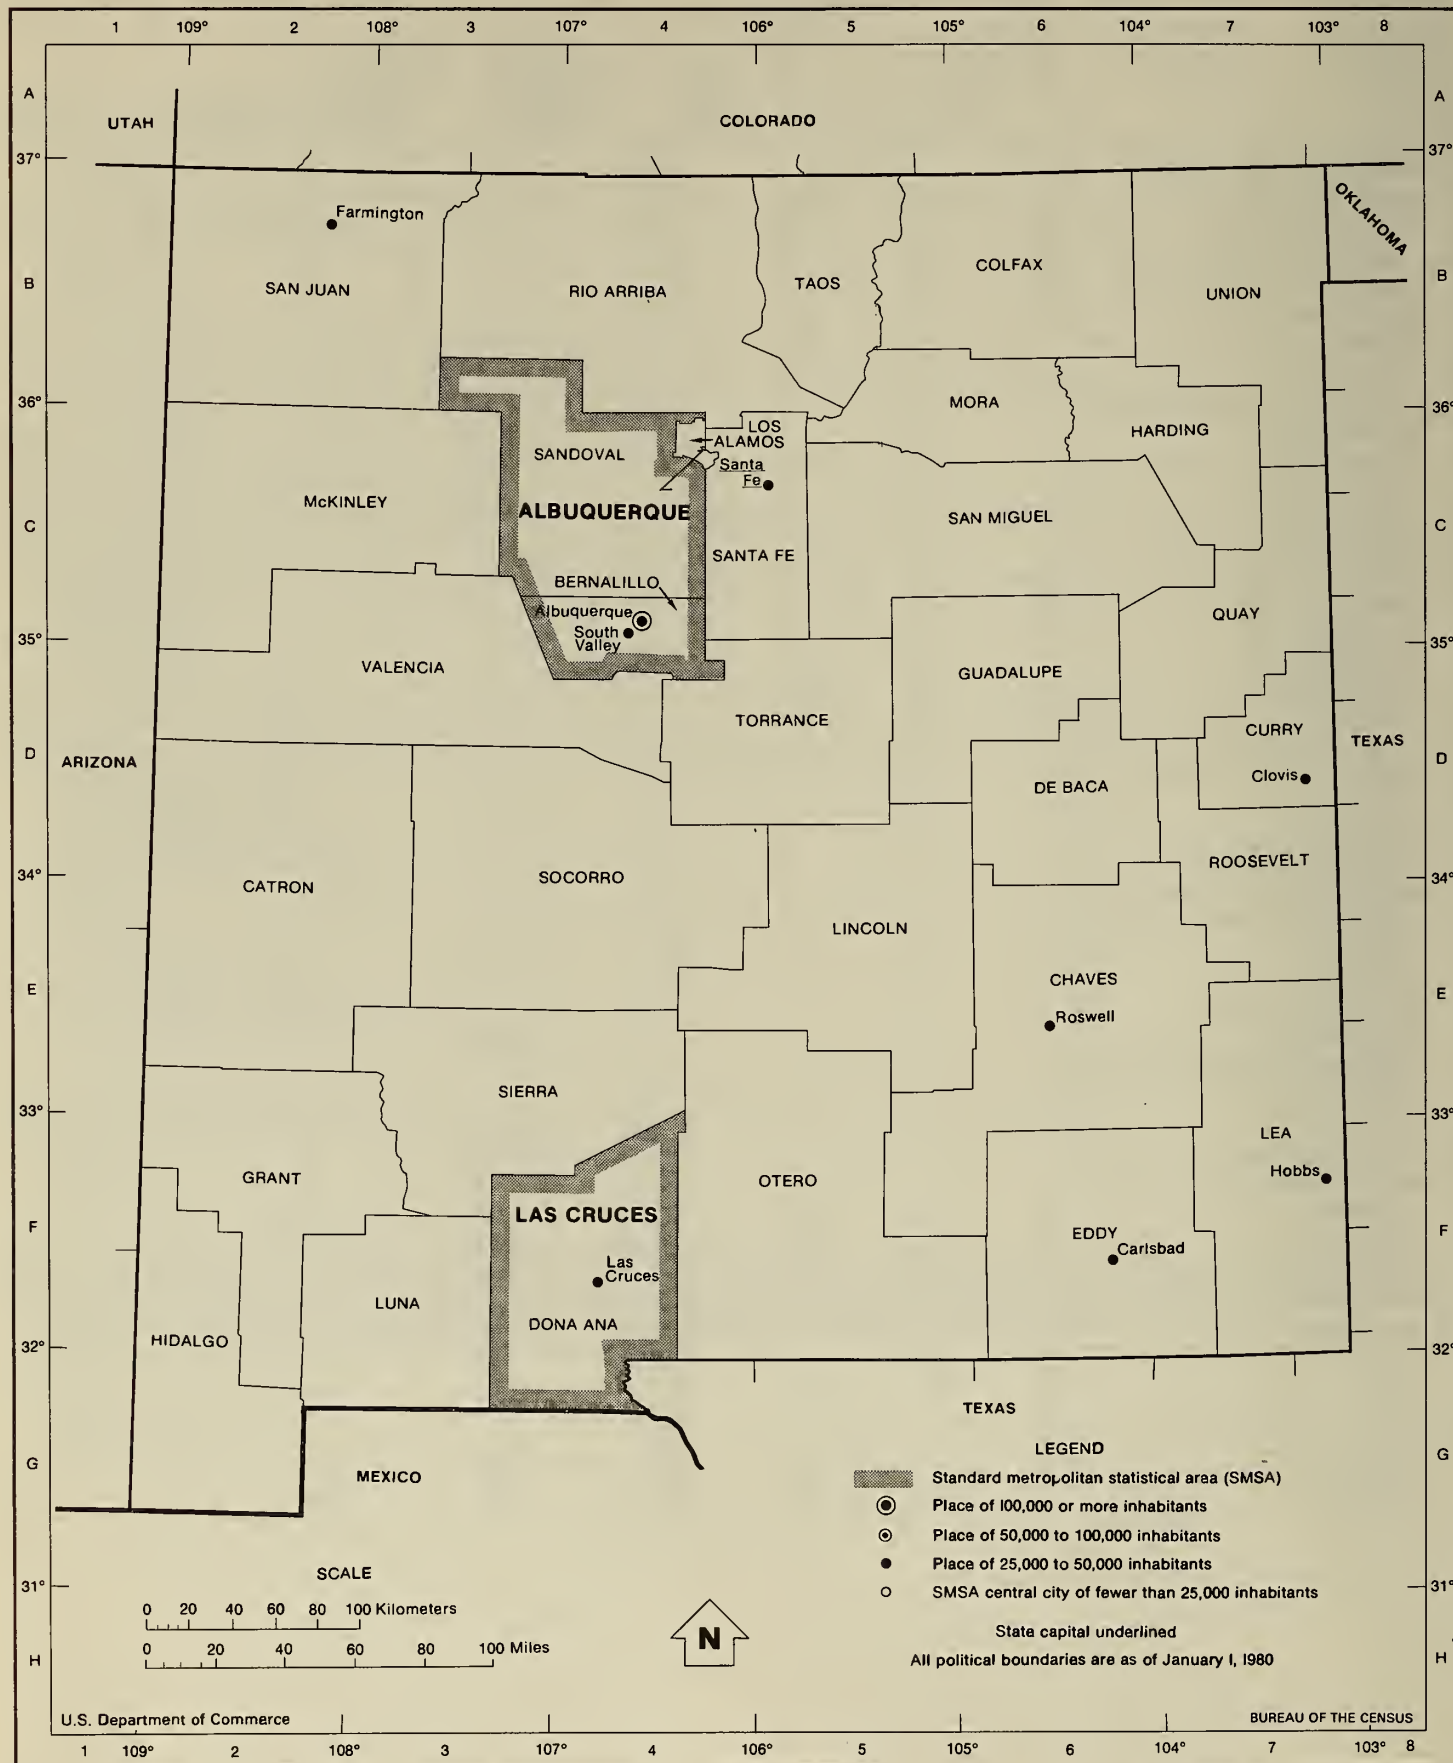 1 109° 2 108° 3 107° 4 106° 5 105° 6 104° 7 103° 8
A A
UTAH COLORADO
37° 37°
OKLAHOMA
Farmington
B B
SAN JUAN RIO ARRIBA TAOS COLFAX UNION
36° 36°
MORA
LOS
ALAMOS
HARDING
SANDOVAL
Santa
Fe
McKINLEY
ALBUQUERQUE
SAN MIGUEL
C C
SANTA FE
BERNALILLO
Albuquerque
South
Valley
QUAY
35° 35°
VALENCIA GUADALUPE
TORRANCE
CURRY
D D
ARIZONA TEXAS
Clovis
DE BACA
34° 34°
CATRON SOCORRO ROOSEVELT
LINCOLN
CHAVES
E E
Roswell
SIERRA
33° 33°
LEA
Hobbs
GRANT OTERO
LAS CRUCES
F F
EDDY
Carlsbad
Las
Cruces
LUNA
DONA ANA
HIDALGO
32° 32°
TEXAS
G G
MEXICO
LEGEND
Standard metropolitan statistical area (SMSA)
Place of 100,000 or more inhabitants
Place of 50,000 to 100,000 inhabitants
Place of 25,000 to 50,000 inhabitants
SMSA central city of fewer than 25,000 inhabitants
31° 31°
SCALE
0 20 40 60 80 100 Kilometers
0 20 40 60 80 100 Miles
N
State capital underlined
All political boundaries are as of January 1, 1980
H H
U.S. Department of Commerce BUREAU OF THE CENSUS
1 109° 2 108° 3 107° 4 106° 5 105° 6 104° 7 103° 8